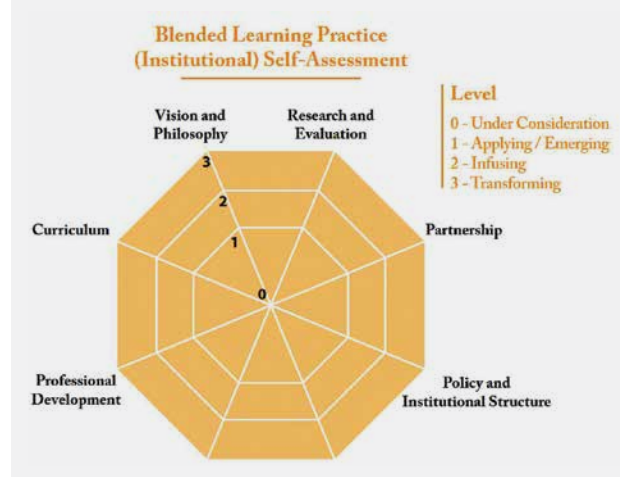 Blended Learning Practice
(Institutional) Self-Assessment
Level
0 - Under Consideration
1 - Applying / Emerging
2 - Infusing
3 - Transforming
Vision and
Philosophy
Research and
Evaluation
3
2
1
0
Curriculum
Partnership
Professional
Development
Policy and
Institutional Structure